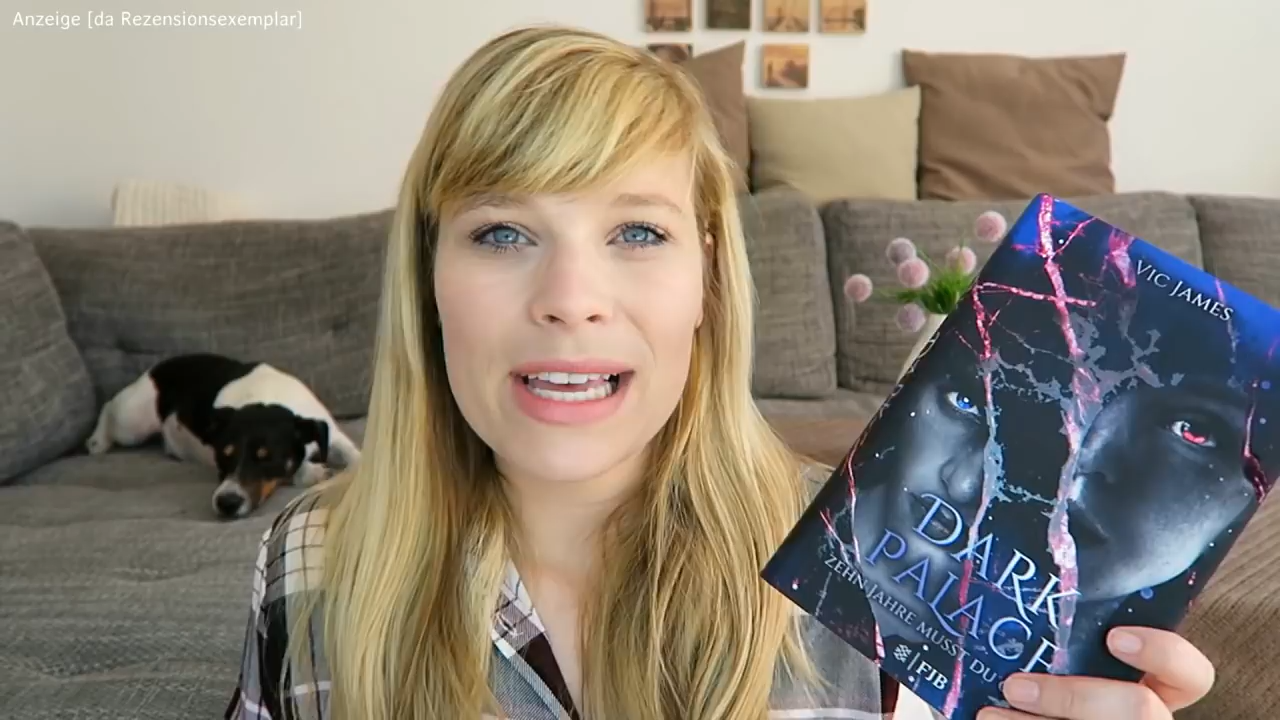 Anzeige [da Rezensionsexemplar]
VIC JAMES
DARK
PALACE
ZEHN JAHRE MUSST DU
FJB